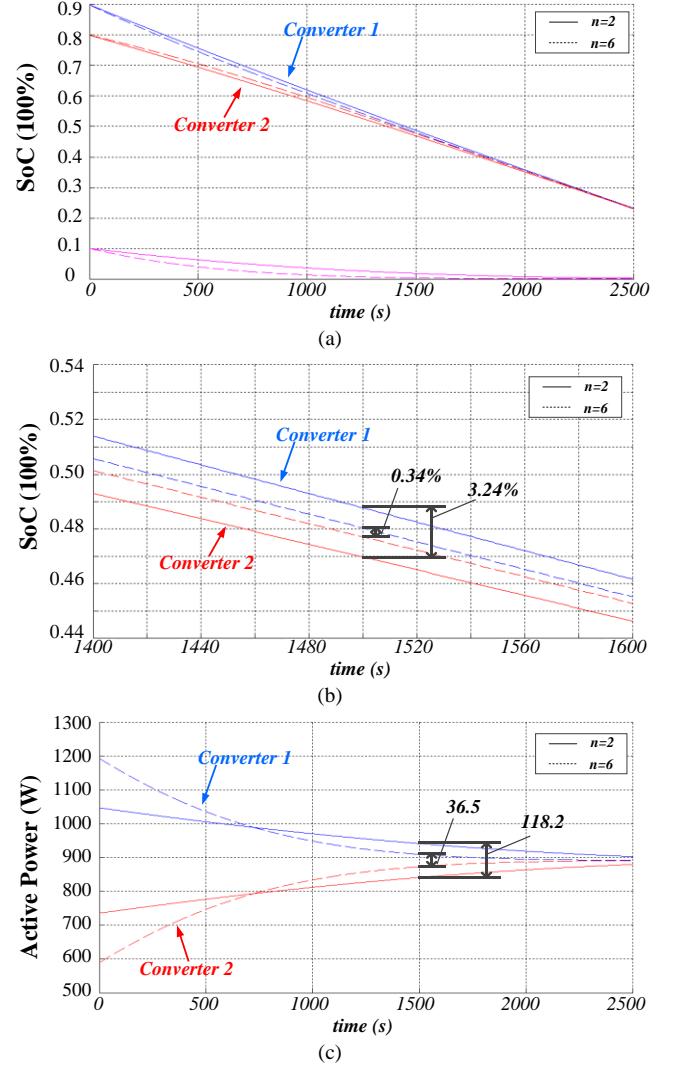 0.9
0.8
0.7
0.6
0.5
0.4
0.3
0.2
0.1
0
SoC (100%)
Converter 1
Converter 2
n=2
n=6
0 500 1000 1500 2000 2500
time (s)
(a)
0.54
0.52
0.50
0.48
0.46
0.44
SoC (100%)
Converter 1
Converter 2
0.34%
3.24%
n=2
n=6
1400 1440 1480 1520 1560 1600
time (s)
(b)
1300
1200
1100
1000
900
800
700
600
500
Active Power (W)
Converter 1
Converter 2
36.5
118.2
n=2
n=6
0 500 1000 1500 2000 2500
time (s)
(c)